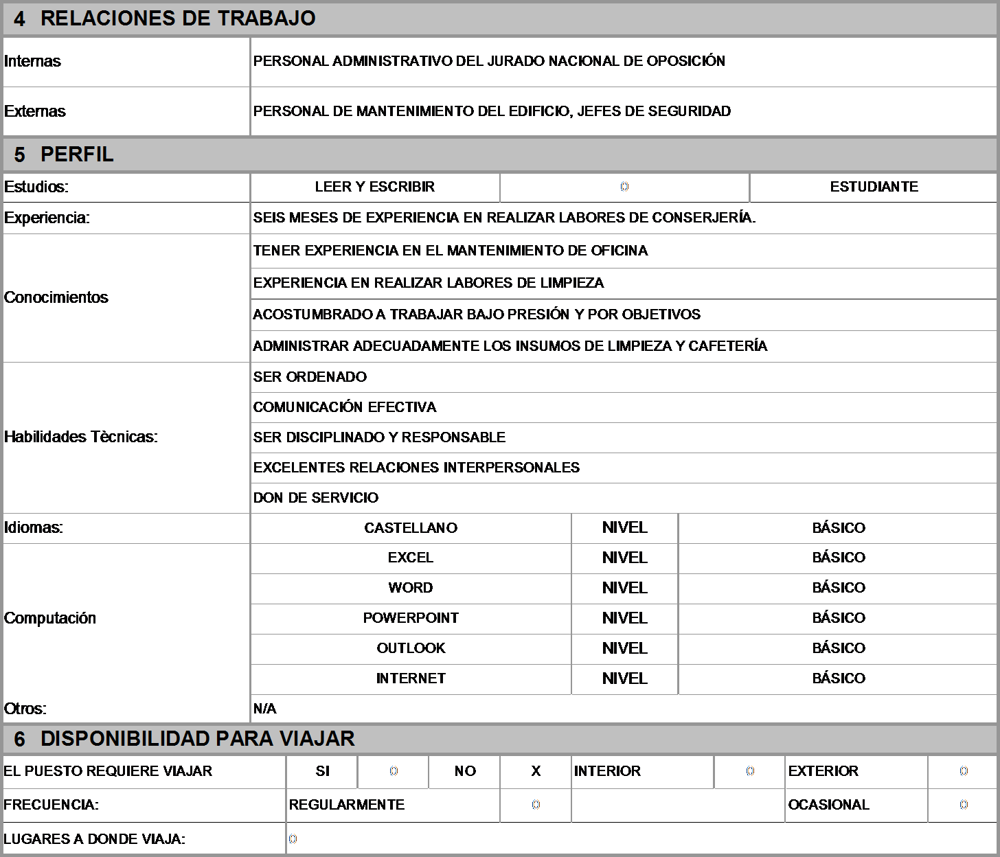 4 RELACIONES DE TRABAJO
Internas PERSONAL ADMINISTRATIVO DEL JURADO NACIONAL DE OPOSICIÓN
Externas PERSONAL DE MANTENIMIENTO DEL EDIFICIO, JEFES DE SEGURIDAD
5 PERFIL
Estudios: LEER Y ESCRIBIR 0 ESTUDIANTE
Experiencia: SEIS MESES DE EXPERIENCIA EN REALIZAR LABORES DE CONSERJERÍA.
Conocimientos
TENER EXPERIENCIA EN EL MANTENIMIENTO DE OFICINA
EXPERIENCIA EN REALIZAR LABORES DE LIMPIEZA
ACOSTUMBRADO A TRABAJAR BAJO PRESIÓN Y POR OBJETIVOS
ADMINISTRAR ADECUADAMENTE LOS INSUMOS DE LIMPIEZA Y CAFETERÍA
Habilidades Tècnicas:
SER ORDENADO
COMUNICACIÓN EFECTIVA
SER DISCIPLINADO Y RESPONSABLE
EXCELENTES RELACIONES INTERPERSONALES
DON DE SERVICIO
Idiomas: CASTELLANO NIVEL BÁSICO
Computación
EXCEL NIVEL BÁSICO
WORD NIVEL BÁSICO
POWERPOINT NIVEL BÁSICO
OUTLOOK NIVEL BÁSICO
INTERNET NIVEL BÁSICO
Otros: N/A
6 DISPONIBILIDAD PARA VIAJAR
EL PUESTO REQUIERE VIAJAR SI 0 NO X INTERIOR 0 EXTERIOR 0
FRECUENCIA: REGULARMENTE 0 OCASIONAL 0
LUGARES A DONDE VIAJA: 0